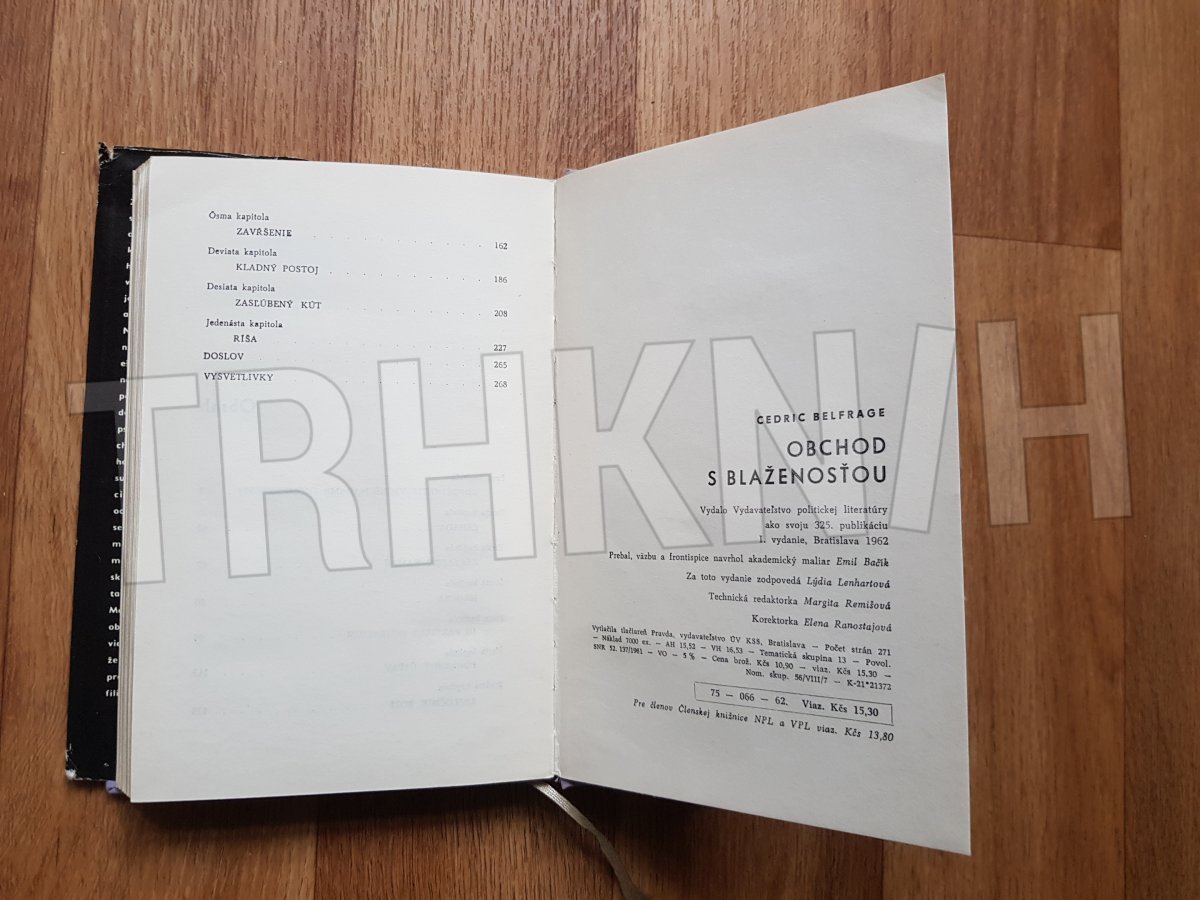 Ôsma kapitola
ZAVŔŠENIE . . . . . . . . . . . 162
Deviata kapitola
KLADNÝ POSTOJ . . . . . . . . . 186
Desiata kapitola
ZASĽÚBENÝ KÚT . . . . . . . . . 208
Jedenásta kapitola
RÍŠA . . . . . . . . . . . . . 227
DOSLOV . . . . . . . . . . . . 265
VYSVETLIVKY . . . . . . . . . . 268
CEDRIC BELFRAGE
OBCHOD
S BLAŽENOSŤOU
Vydalo Vydavateľstvo politickej literatúry
ako svoju 325. publikáciu
1. vydanie, Bratislava 1962
Prebal, väzbu a frontispice navrhol akademický maliar Emil Bačík
Za toto vydanie zodpovedá Lýdia Lenhartová
Technická redaktorka Margita Remišová
Korektorka Elena Ranostajová
Vytlačila tlačiareň Pravda, vydavateľstvo ÚV KSS, Bratislava — Počet strán 271
— Náklad 7000 ex. — AH 15,52 — VH 16,53 — Tematická skupina 13 — Povol.
SNR 52. 137/1961 — VO — 5 % — Cena brož. Kčs 10,90 — viaz. Kčs 15,30 —
Nom. skup. 56/VIII/7 — K-21*21372
75 — 066 — 62. Viaz. Kčs 15,30
Pre členov Členskej knižnice NPL a VPL viaz. Kčs 13,80
TRHKNÍH